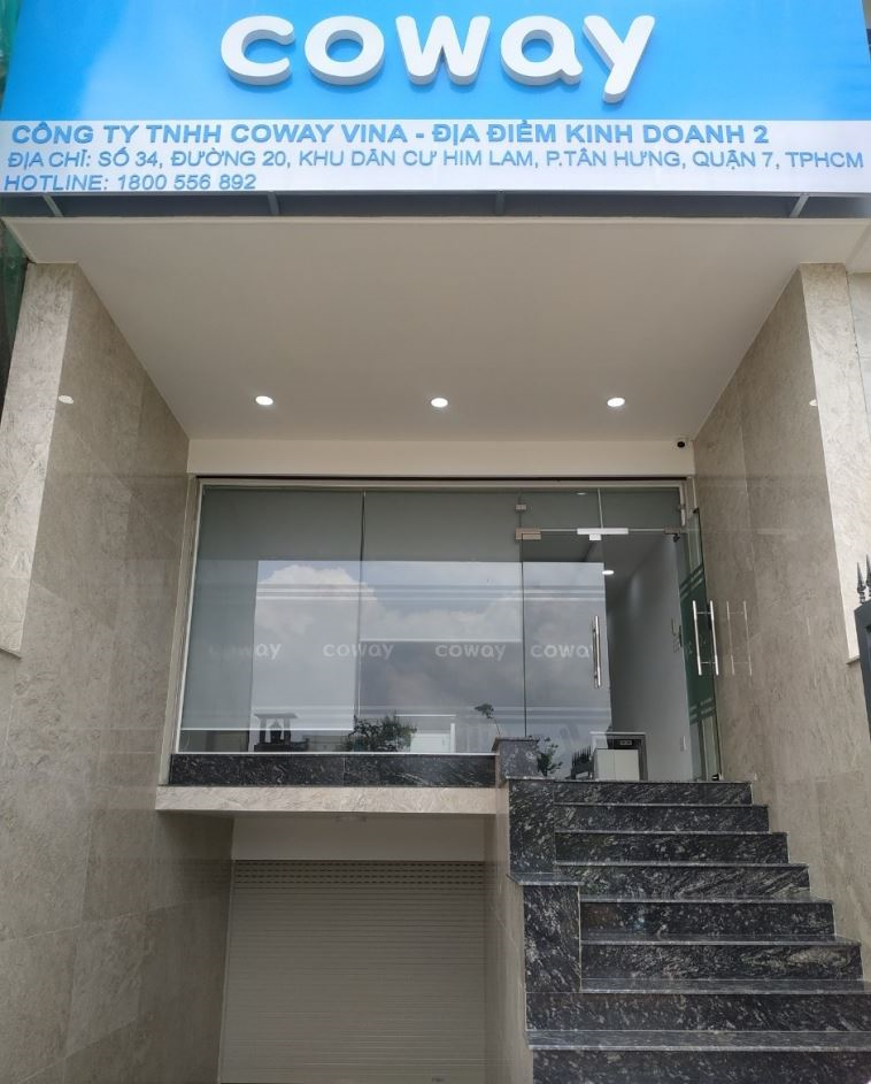 coway
CÔNG TY TNHH COWAY VINA - ĐỊA ĐIỂM KINH DOANH 2
ĐỊA CHỈ: SỐ 34, ĐƯỜNG 20, KHU DÂN CƯ HIM LAM, P.TÂN HƯNG, QUẬN 7, TPHCM
HOTLINE: 1800 556 892
coway coway coway coway